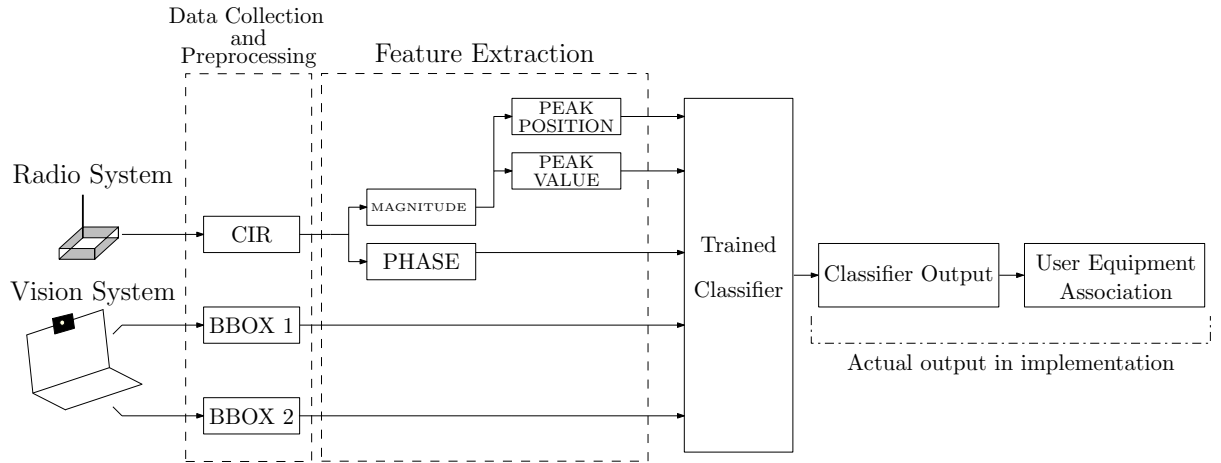 Data Collection
and
Preprocessing
Feature Extraction
PEAK
POSITION
PEAK
VALUE
Radio System
MAGNITUDE
CIR
PHASE
Trained
Classifier
Classifier Output
User Equipment
Association
Vision System
BBOX 1
Actual output in implementation
BBOX 2